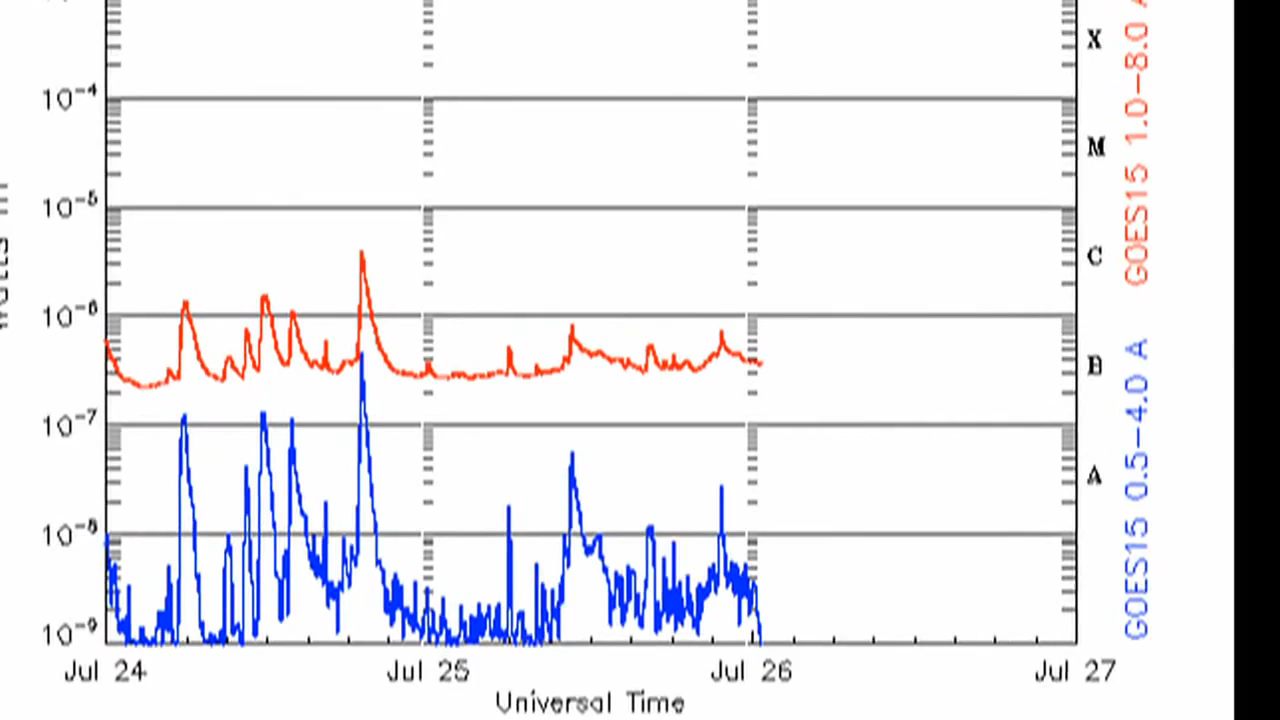 X
10⁻⁴
M
10⁻⁵
C
10⁻⁶
B
10⁻⁷
A
10⁻⁸
10⁻⁹
Jul 24 Jul 25 Jul 26 Jul 27
Universal Time
GOES15 1.0-8.0
GOES15 0.5-4.0 A